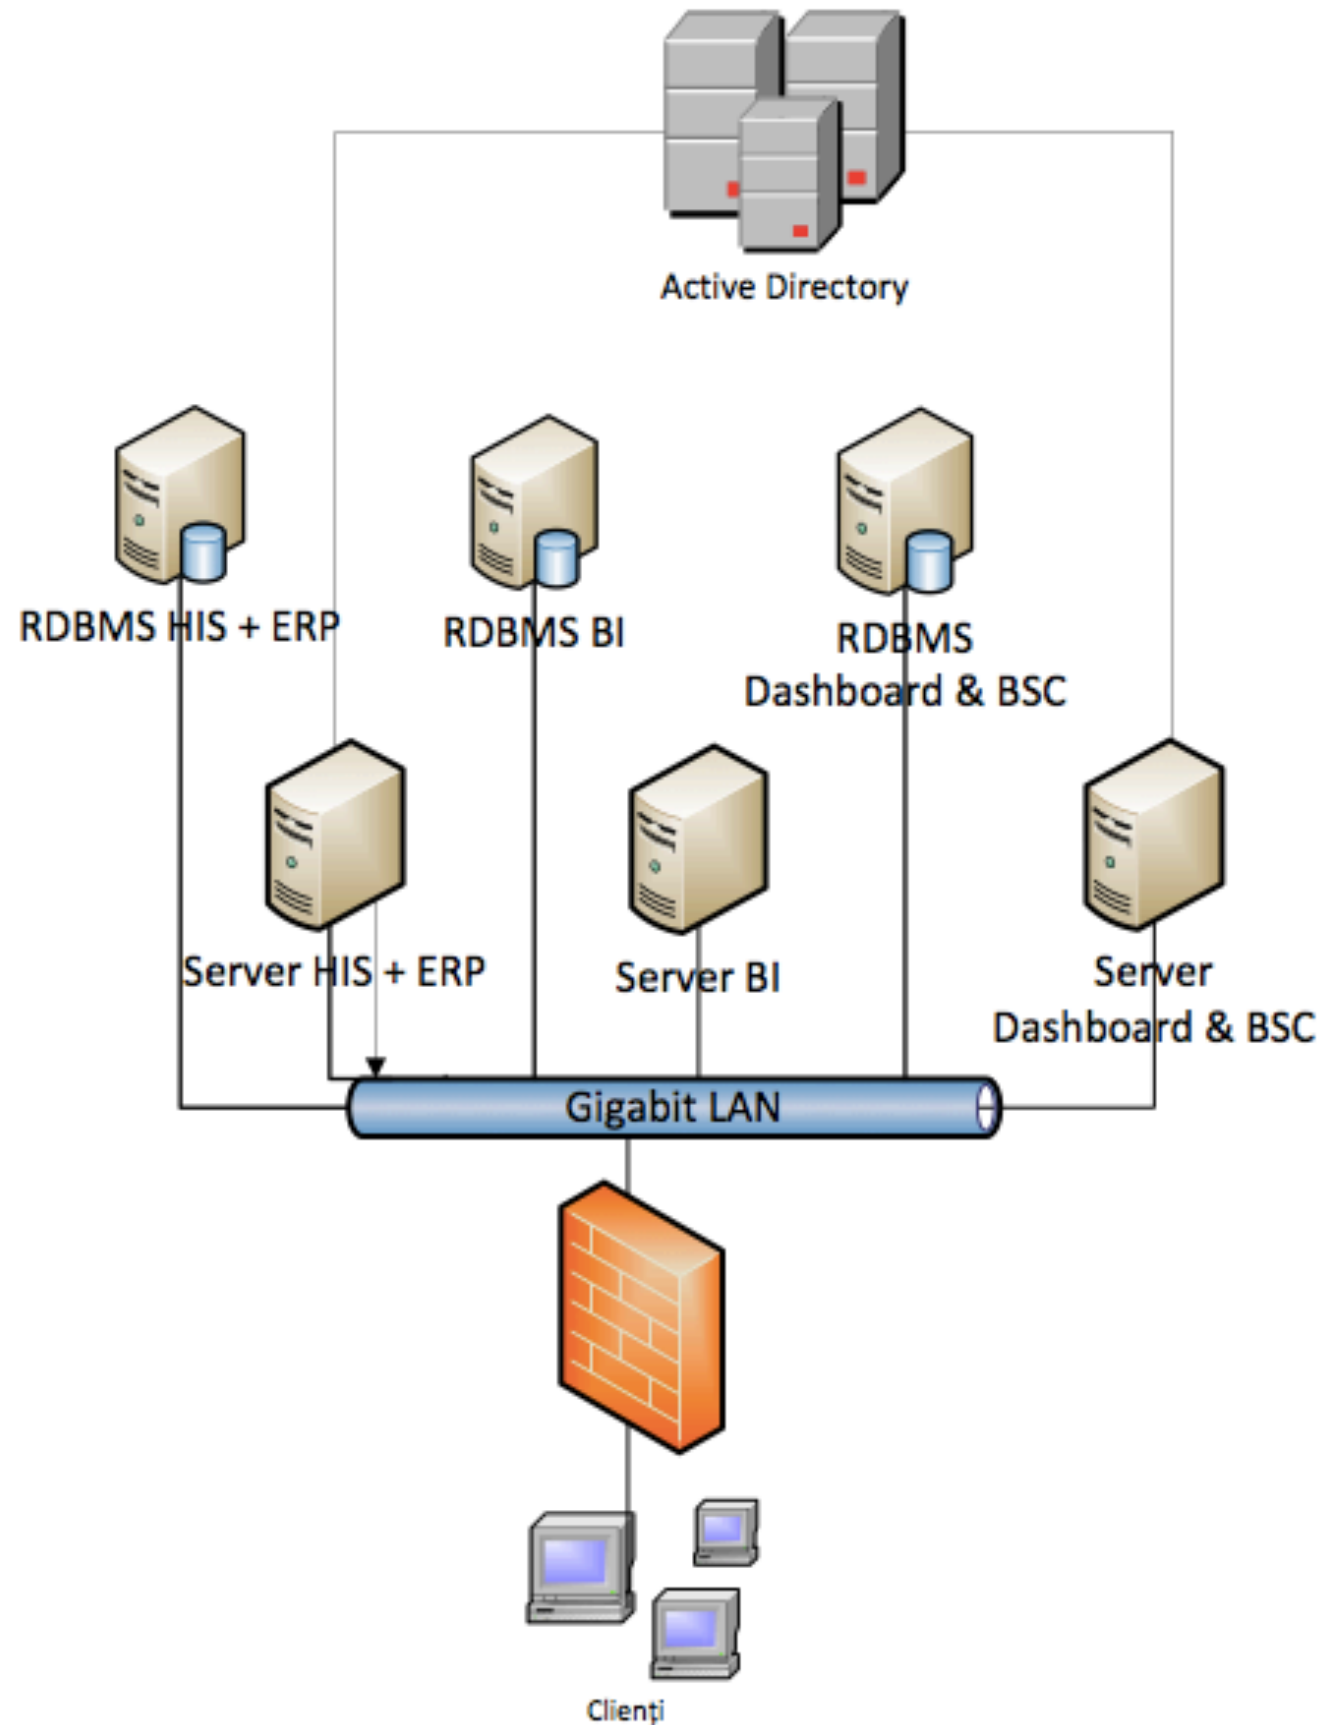 Active Directory
RDBMS HIS + ERP
RDBMS BI
RDBMS
Dashboard & BSC
Server HIS + ERP
Server BI
Server
Dashboard & BSC
Gigabit LAN
Clienți